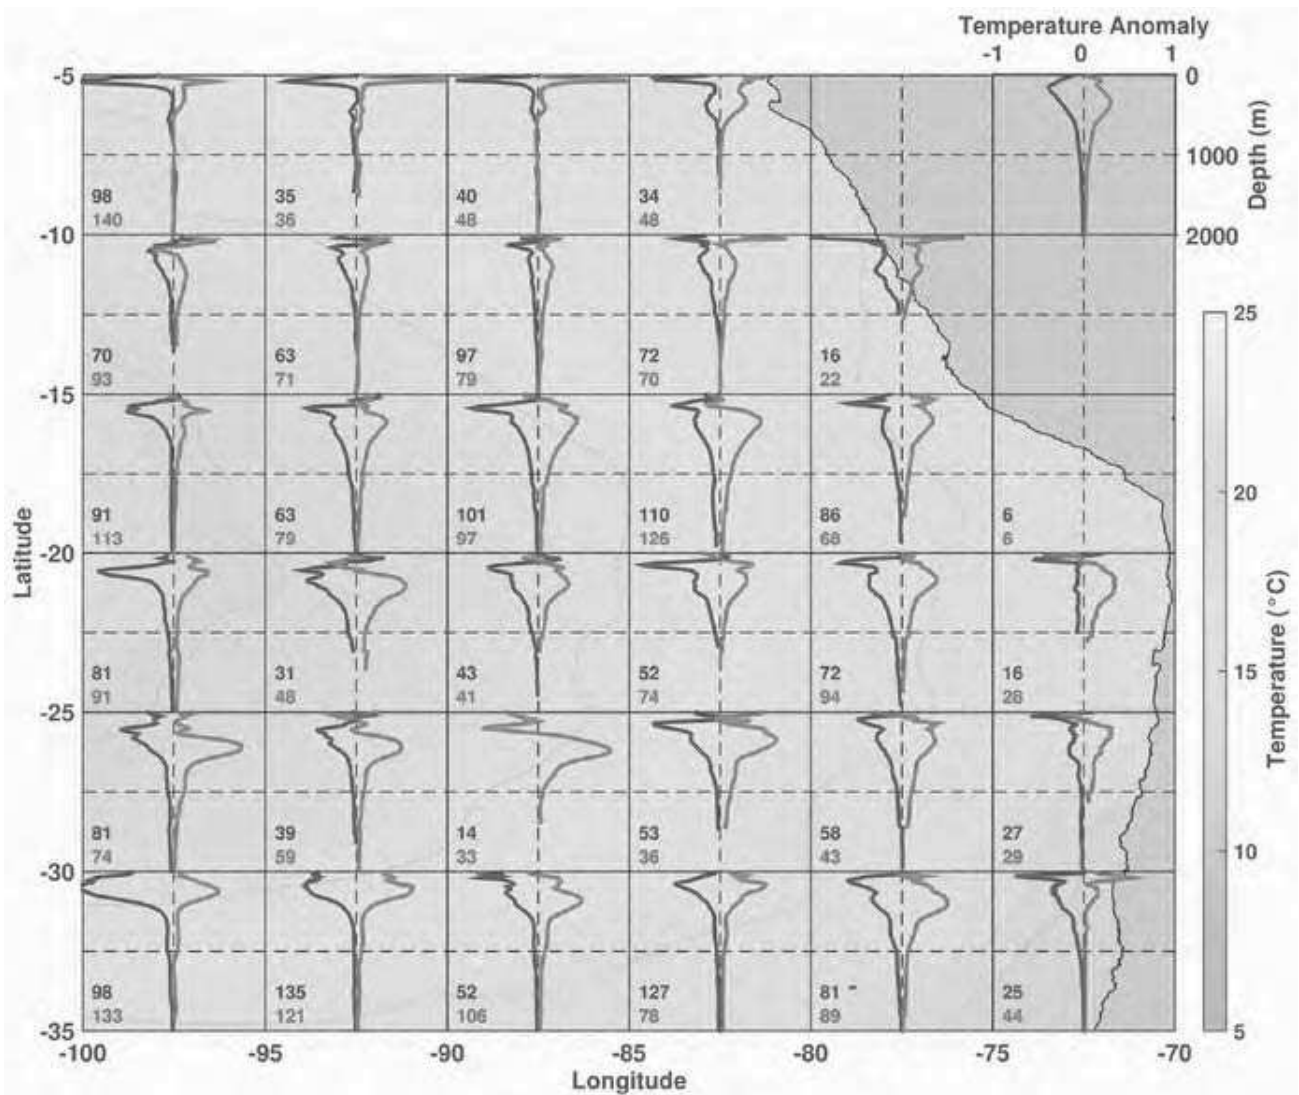 Temperature Anomaly
-1 0 1
-5 0
1000
Depth (m)
98 35 40 34
140 36 48 48
-10 2000
25
70 63 97 72 16
93 71 79 70 22
-15
20
Latitude
91 63 101 110 86 6
113 79 97 126 68 6
-20
Temperature (°C)
81 31 43 52 72 16 15
91 48 41 74 94 28
-25
81 39 14 53 58 27
74 59 33 36 43 29 10
-30
98 135 52 127 81 25
133 121 106 78 89 44
-35 5
-100 -95 -90 -85 -80 -75 -70
Longitude